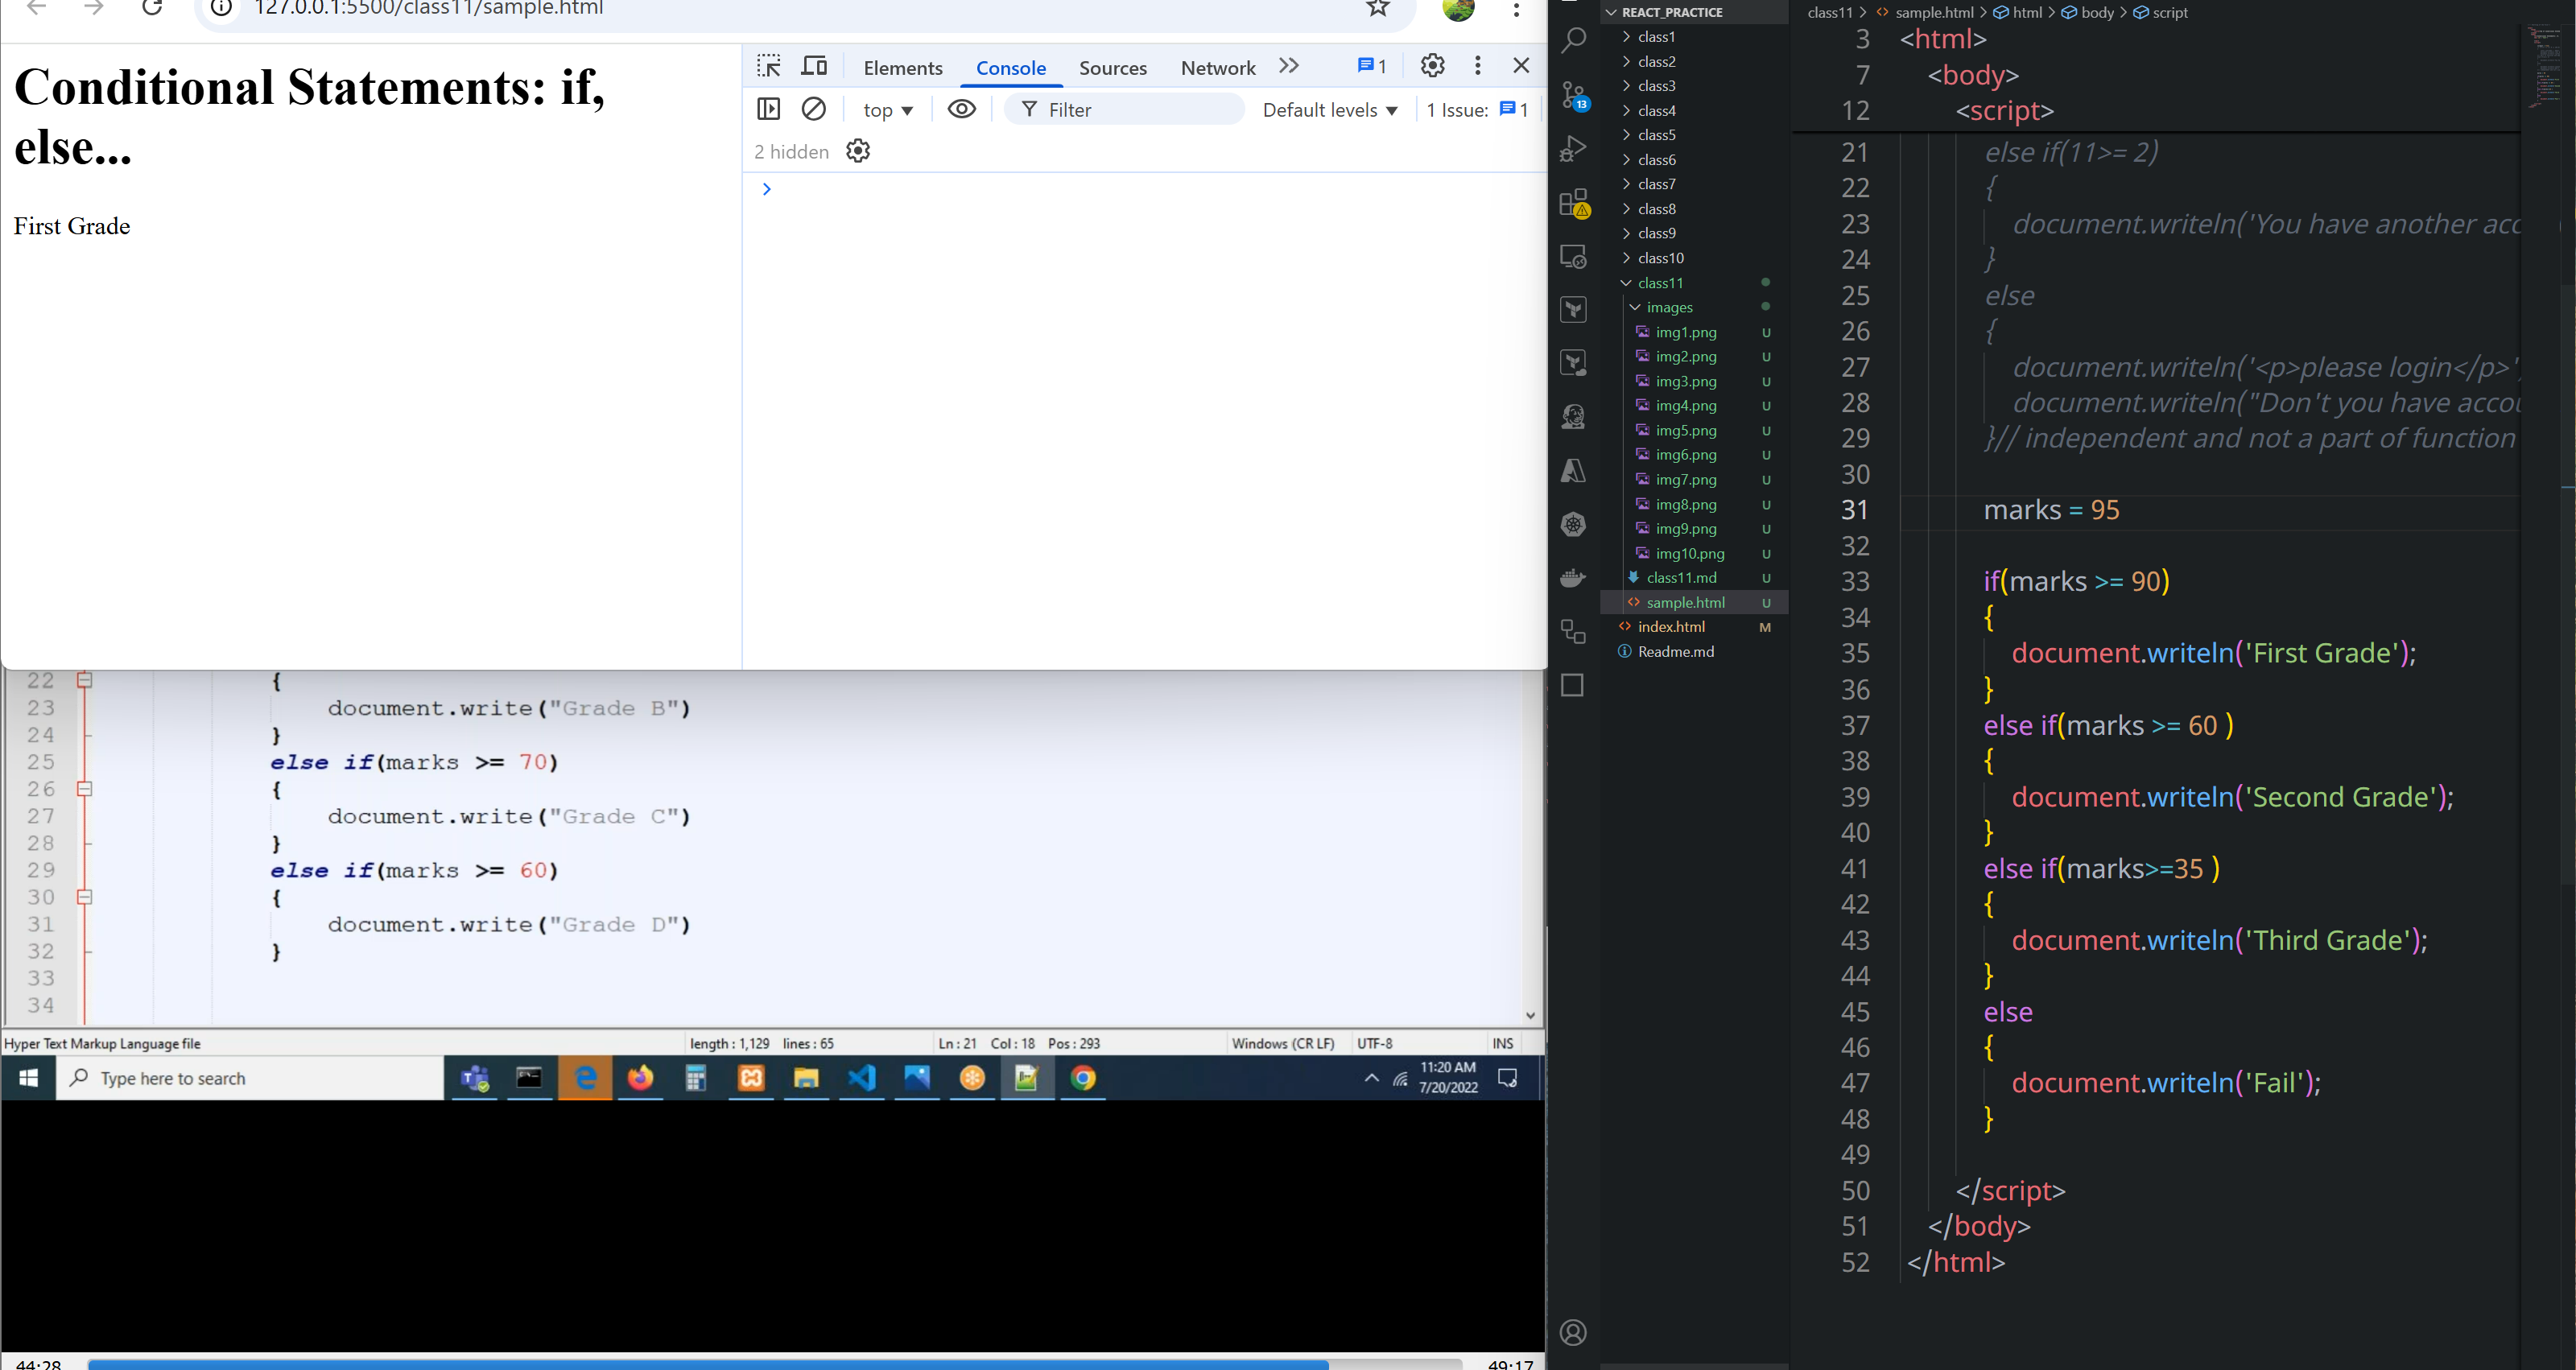 127.0.0.1:5500/class11/sample.html
Conditional Statements: if,
else...
First Grade
Elements Console Sources Network 1
top Filter Default levels 1 Issue: 1
2 hidden
22 {
23 document.write("Grade B")
24 }
25 else if(marks >= 70)
26 {
27 document.write("Grade C")
28 }
29 else if(marks >= 60)
30 {
31 document.write("Grade D")
32 }
33
34
Hyper Text Markup Language file length : 1,129 lines : 65 Ln : 21 Col : 18 Pos : 293 Windows (CR LF) UTF-8 INS
Type here to search
11:20 AM
7/20/2022
44:28 49:17
13
REACT_PRACTICE
class1
class2
class3
class4
class5
class6
class7
class8
class9
class10
class11
images
img1.png U
img2.png U
img3.png U
img4.png U
img5.png U
img6.png U
img7.png U
img8.png U
img9.png U
img10.png U
class11.md U
sample.html U
index.html M
Readme.md
class11 > sample.html > html > body > script
3 <html>
7 <body>
12 <script>
21 else if(11>= 2)
22 {
23 document.writeln('You have another acc
24 }
25 else
26 {
27 document.writeln('<p>please login</p>'
28 document.writeln("Don't you have accou
29 }// independent and not a part of function
30
31 marks = 95
32
33 if(marks >= 90)
34 {
35 document.writeln('First Grade');
36 }
37 else if(marks >= 60 )
38 {
39 document.writeln('Second Grade');
40 }
41 else if(marks>=35 )
42 {
43 document.writeln('Third Grade');
44 }
45 else
46 {
47 document.writeln('Fail');
48 }
49
50 </script>
51 </body>
52 </html>